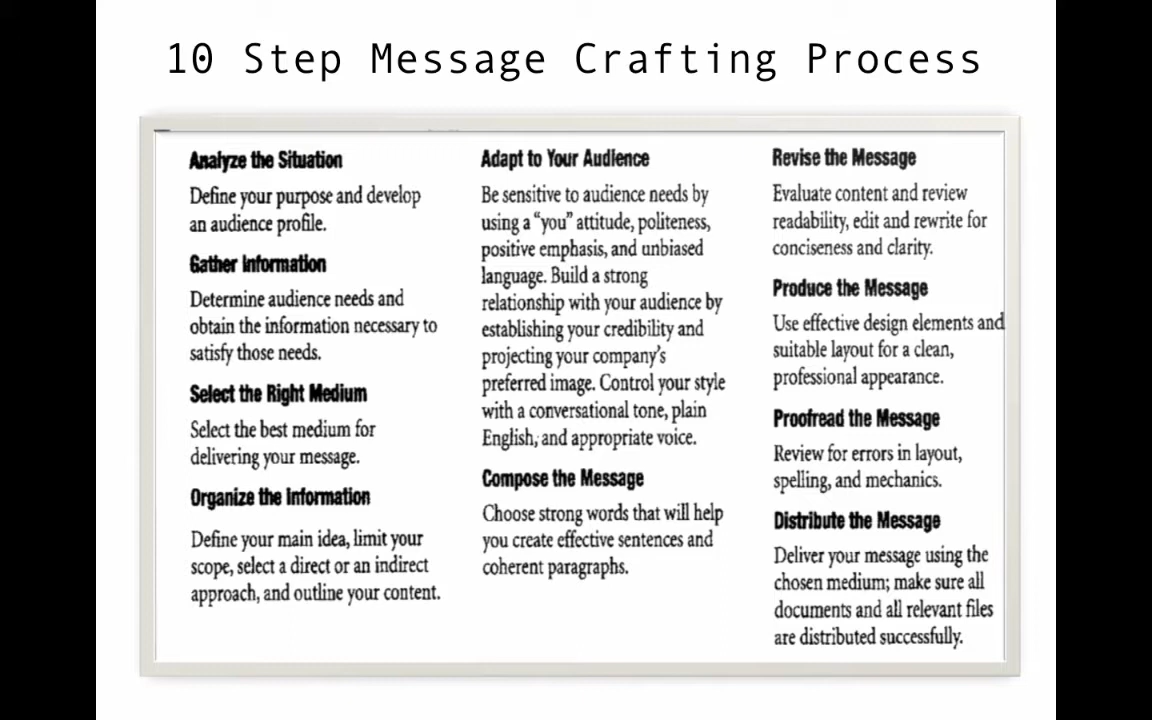 10 Step Message Crafting Process
Analyze the Situation
Define your purpose and develop
an audience profile.
Gather Information
Determine audience needs and
obtain the information necessary to
satisfy those needs.
Select the Right Medium
Select the best medium for
delivering your message.
Organize the Information
Define your main idea, limit your
scope, select a direct or an indirect
approach, and outline your content.
Adapt to Your Audience
Be sensitive to audience needs by
using a “you” attitude, politeness,
positive emphasis, and unbiased
language. Build a strong
relationship with your audience by
establishing your credibility and
projecting your company’s
preferred image. Control your style
with a conversational tone, plain
English, and appropriate voice.
Compose the Message
Choose strong words that will help
you create effective sentences and
coherent paragraphs.
Revise the Message
Evaluate content and review
readability, edit and rewrite for
conciseness and clarity.
Produce the Message
Use effective design elements and
suitable layout for a clean,
professional appearance.
Proofread the Message
Review for errors in layout,
spelling, and mechanics.
Distribute the Message
Deliver your message using the
chosen medium; make sure all
documents and all relevant files
are distributed successfully.